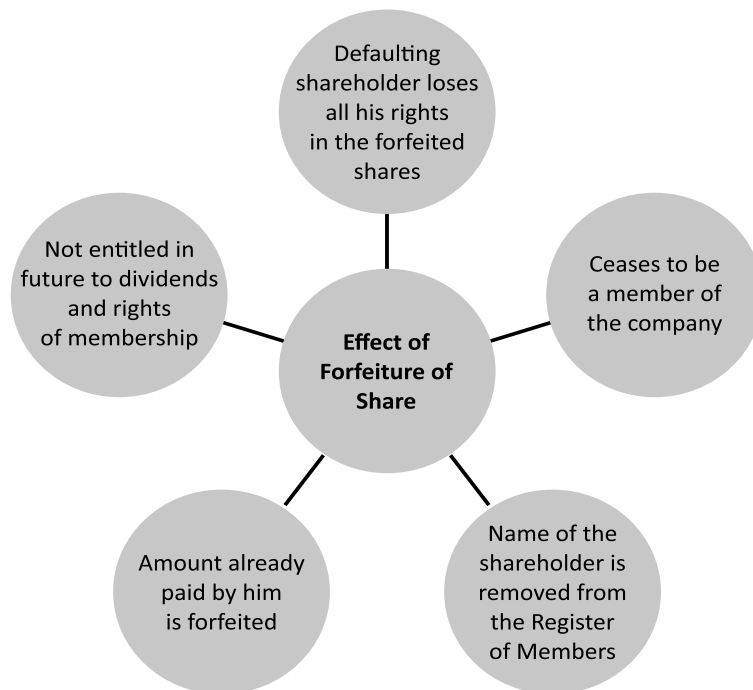 Defaulting
shareholder loses
all his rights
in the forfeited
shares
Not entitled in
future to dividends
and rights
of membership
Ceases to be
a member of
the company
Effect of
Forfeiture of
Share
Amount already
paid by him
is forfeited
Name of the
shareholder is
removed from
the Register
of Members